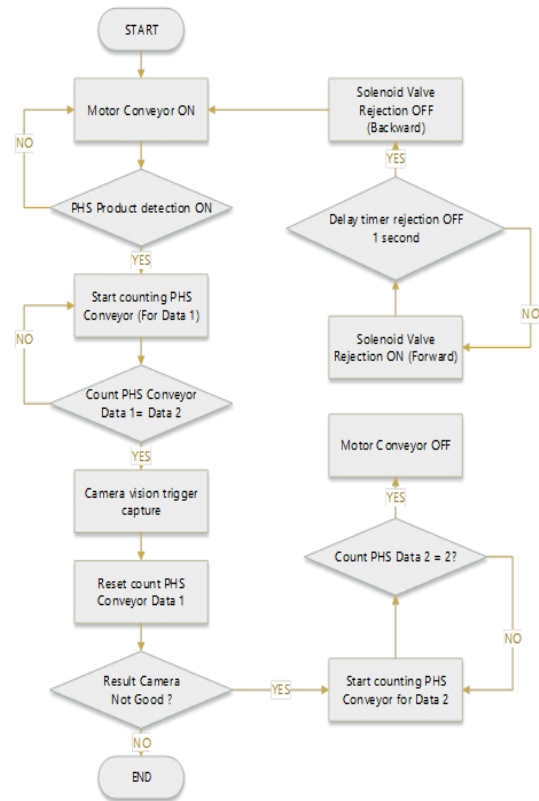 START
Motor Conveyor ON
NO
PHS Product detection ON
YES
Start counting PHS
Conveyor (For Data 1)
NO
Count PHS Conveyor
Data 1= Data 2
YES
Camera vision trigger
capture
Reset count PHS
Conveyor Data 1
Result Camera
Not Good ?
YES
NO
END
Start counting PHS
Conveyor for Data 2
Count PHS Data 2 = 2?
NO
YES
Motor Conveyor OFF
Solenoid Valve
Rejection ON (Forward)
Delay timer rejection OFF
1 second
NO
YES
Solenoid Valve
Rejection OFF
(Backward)